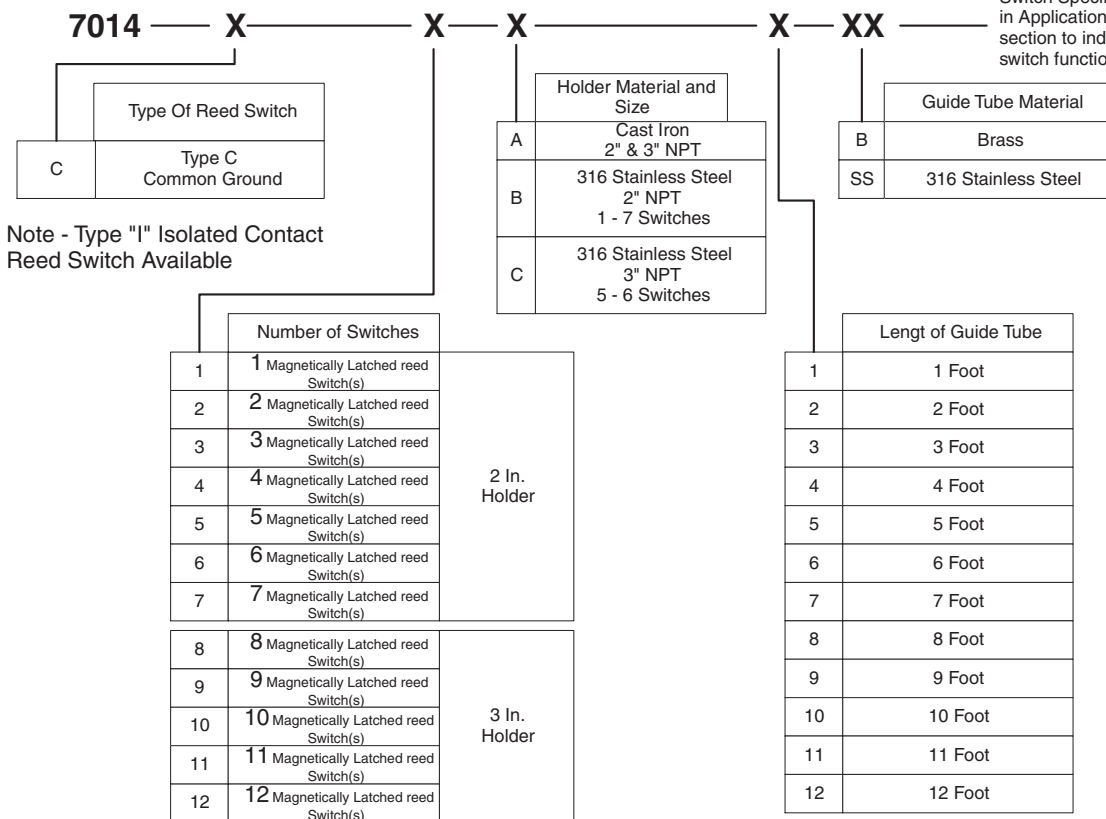 Switch Speci
in Application
section to ind
switch functio
7014 X X X X XX
Type Of Reed Switch
C Type C
Common Ground
Note - Type "I" Isolated Contact
Reed Switch Available
Holder Material and
Size
A Cast Iron
2" & 3" NPT
B 316 Stainless Steel
2" NPT
1 - 7 Switches
C 316 Stainless Steel
3" NPT
5 - 6 Switches
Guide Tube Material
B Brass
SS 316 Stainless Steel
Number of Switches
1 1 Magnetically Latched reed
Switch(s)
2 2 Magnetically Latched reed
Switch(s)
3 3 Magnetically Latched reed
Switch(s)
4 4 Magnetically Latched reed
Switch(s)
5 5 Magnetically Latched reed
Switch(s)
6 6 Magnetically Latched reed
Switch(s)
7 7 Magnetically Latched reed
Switch(s)
2 In.
Holder
8 8 Magnetically Latched reed
Switch(s)
9 9 Magnetically Latched reed
Switch(s)
10 10 Magnetically Latched reed
Switch(s)
11 11 Magnetically Latched reed
Switch(s)
12 12 Magnetically Latched reed
Switch(s)
3 In.
Holder
Lengt of Guide Tube
1 1 Foot
2 2 Foot
3 3 Foot
4 4 Foot
5 5 Foot
6 6 Foot
7 7 Foot
8 8 Foot
9 9 Foot
10 10 Foot
11 11 Foot
12 12 Foot